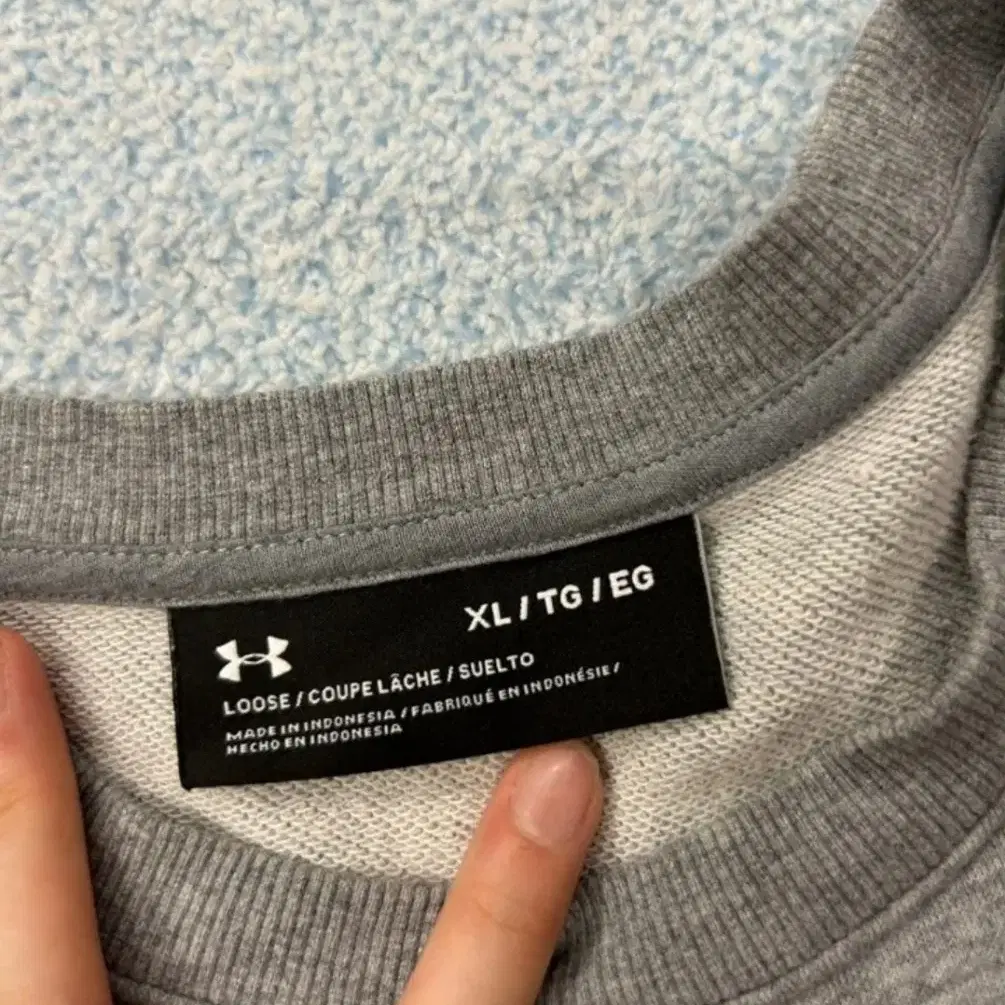 XL / TG / EG
LOOSE / COUPE LÂCHE / SUELTO
MADE IN INDONESIA / FABRIQUÉ EN INDONÉSIE /
HECHO EN INDONESIA